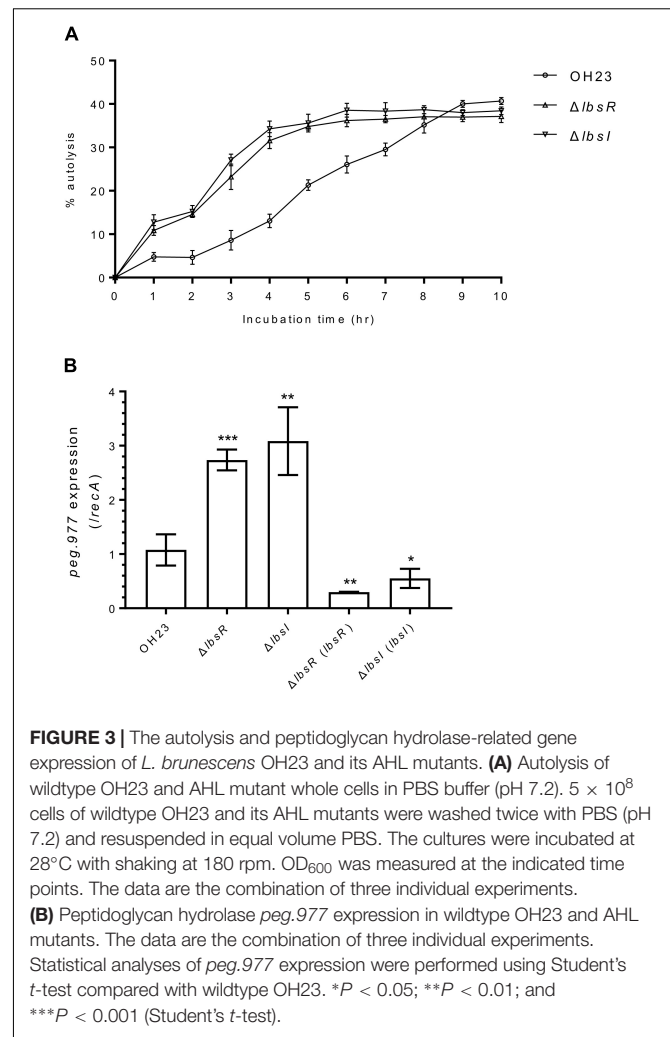 A
50
40
30
20
10
0
% autolysis
0 1 2 3 4 5 6 7 8 9 10
Incubation time (hr)
OH23
ΔlbsR
ΔlbsI
B
4
3
2
1
0
peg.977 expression
(/recA)
***
**
**
*
OH23
ΔlbsR
ΔlbsI
ΔlbsR (lbsR)
ΔlbsI (lbsI)
FIGURE 3 | The autolysis and peptidoglycan hydrolase-related gene
expression of L. brunescens OH23 and its AHL mutants. (A) Autolysis of
wildtype OH23 and AHL mutant whole cells in PBS buffer (pH 7.2). 5 × 10⁸
cells of wildtype OH23 and its AHL mutants were washed twice with PBS (pH
7.2) and resuspended in equal volume PBS. The cultures were incubated at
28°C with shaking at 180 rpm. OD₆₀₀ was measured at the indicated time
points. The data are the combination of three individual experiments.
(B) Peptidoglycan hydrolase peg.977 expression in wildtype OH23 and AHL
mutants. The data are the combination of three individual experiments.
Statistical analyses of peg.977 expression were performed using Student's
t-test compared with wildtype OH23. *P < 0.05; **P < 0.01; and
***P < 0.001 (Student's t-test).